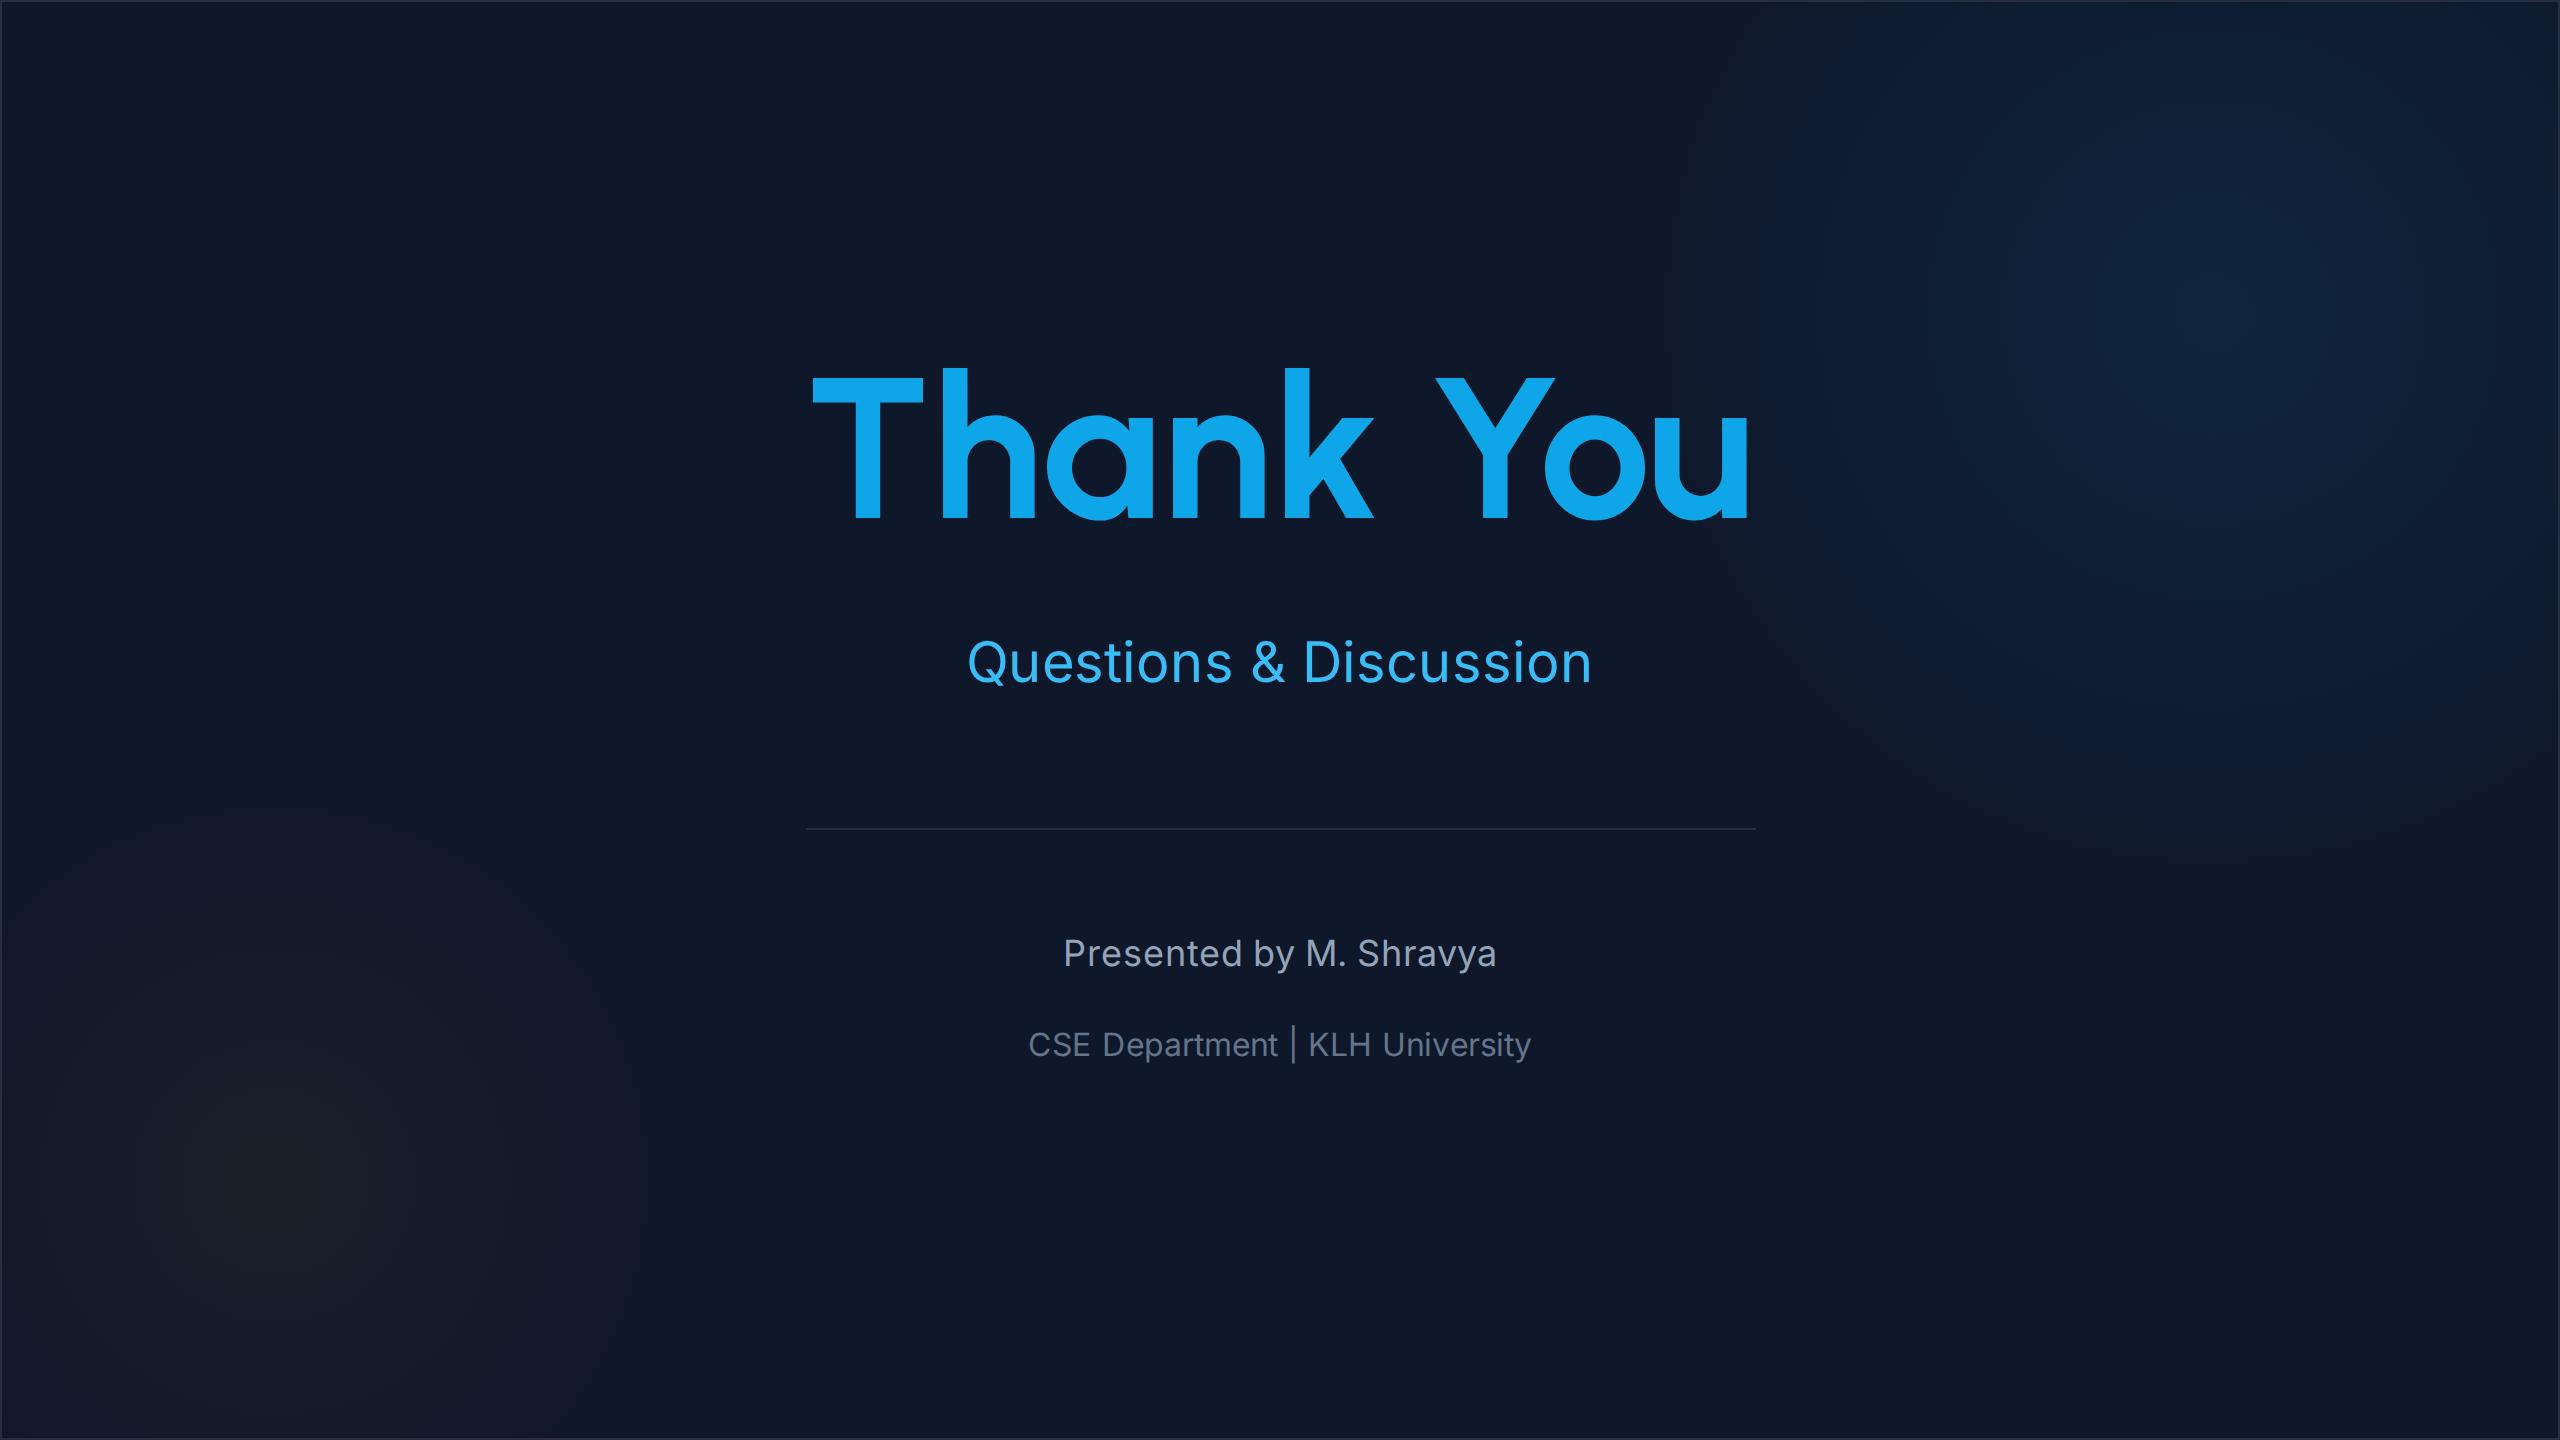 Thank You
Questions & Discussion
Presented by M. Shravya
CSE Department | KLH University